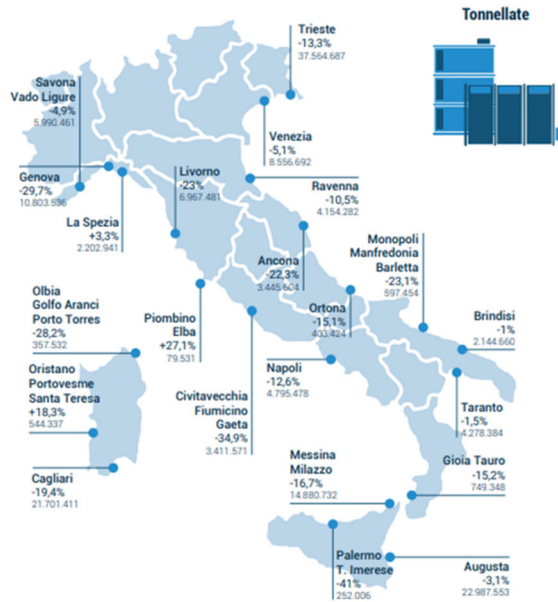 Tonnellate
Trieste
-13,3%
37.564.687
Savona
Vado Ligure
-4,9%
5.990.461
Venezia
-5,1%
8.556.692
Genova
-29,7%
10.803.536
Livorno
-23%
6.967.481
Ravenna
-10,5%
4.154.282
La Spezia
+3,3%
2.202.941
Ancona
-22,3%
3.445.604
Monopoli
Manfredonia
Barletta
-23,1%
597.454
Olbia
Golfo Aranci
Porto Torres
-28,2%
357.532
Piombino
Elba
+27,1%
79.531
Ortona
-15,1%
403.424
Brindisi
-1%
2.144.660
Oristano
Portovesme
Santa Teresa
+18,3%
544.337
Civitavecchia
Fiumicino
Gaeta
-34,9%
3.411.571
Napoli
-12,6%
4.795.478
Taranto
-1,5%
4.278.384
Cagliari
-19,4%
21.701.411
Messina
Milazzo
-16,7%
14.880.732
Gioia Tauro
-15,2%
749.348
Palermo
T. Imerese
-41%
252.006
Augusta
-3,1%
22.987.553